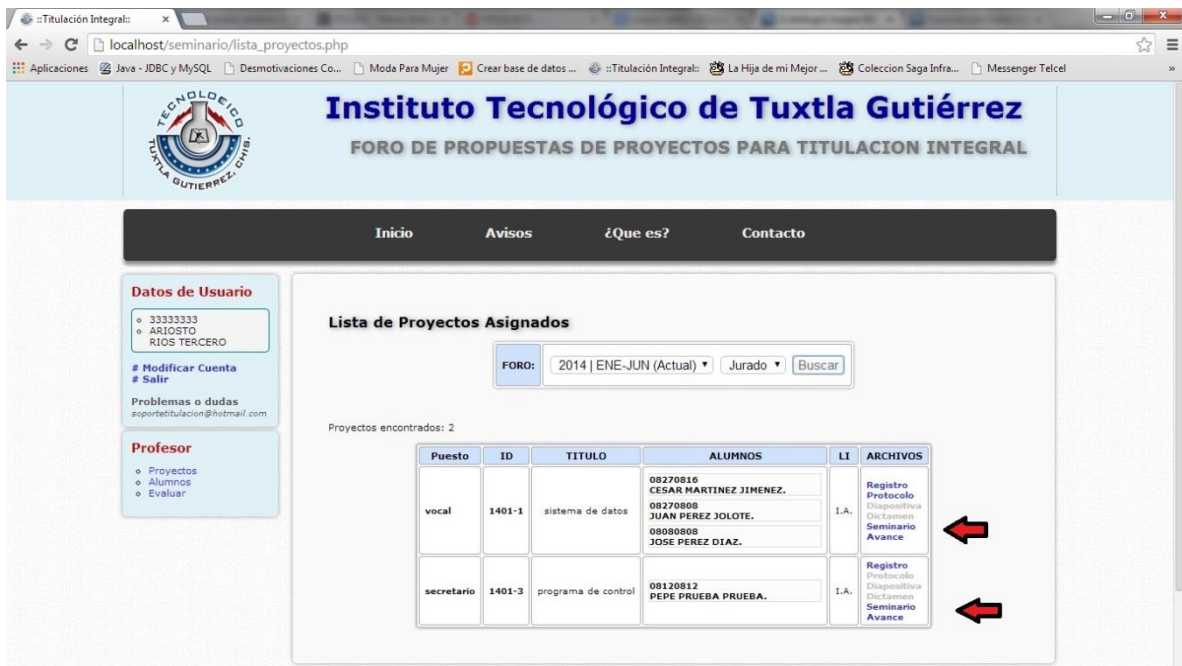 ::Titulación Integral::
localhost/seminario/lista_proyectos.php
Aplicaciones Java - JDBC y MySQL Desmotivaciones Co... Moda Para Mujer Crear base de datos ... ::Titulación Integral:: La Hija de mi Mejor ... Coleccion Saga Infra... Messenger Telcel »
TECNOLOGICO
TUXTLA GUTIERREZ, CHIS.
Instituto Tecnológico de Tuxtla Gutiérrez
FORO DE PROPUESTAS DE PROYECTOS PARA TITULACION INTEGRAL
Inicio Avisos ¿Que es? Contacto
Datos de Usuario
33333333
ARIOSTO
RIOS TERCERO
# Modificar Cuenta
# Salir
Problemas o dudas
soportetitulacion@hotmail.com
Profesor
Proyectos
Alumnos
Evaluar
Lista de Proyectos Asignados
FORO: 2014 | ENE-JUN (Actual) Jurado Buscar
Proyectos encontrados: 2
Puesto ID TITULO ALUMNOS LI ARCHIVOS
vocal 1401-1 sistema de datos
08270816
CESAR MARTINEZ JIMENEZ.
08270808
JUAN PEREZ JOLOTE.
08080808
JOSE PEREZ DIAZ.
I.A.
Registro
Protocolo
Diapositiva
Dictamen
Seminario
Avance
secretario 1401-3 programa de control
08120812
PEPE PRUEBA PRUEBA.
I.A.
Registro
Protocolo
Diapositiva
Dictamen
Seminario
Avance